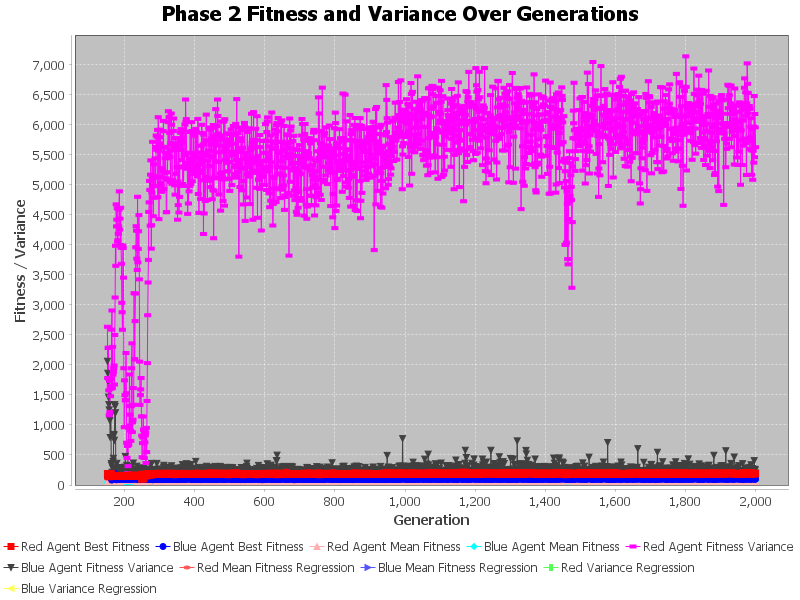 Phase 2 Fitness and Variance Over Generations
Fitness / Variance
7,000
6,500
6,000
5,500
5,000
4,500
4,000
3,500
3,000
2,500
2,000
1,500
1,000
500
0
200 400 600 800 1,000 1,200 1,400 1,600 1,800 2,000
Generation
Red Agent Best Fitness Blue Agent Best Fitness Red Agent Mean Fitness Blue Agent Mean Fitness Red Agent Fitness Variance
Blue Agent Fitness Variance Red Mean Fitness Regression Blue Mean Fitness Regression Red Variance Regression
Blue Variance Regression